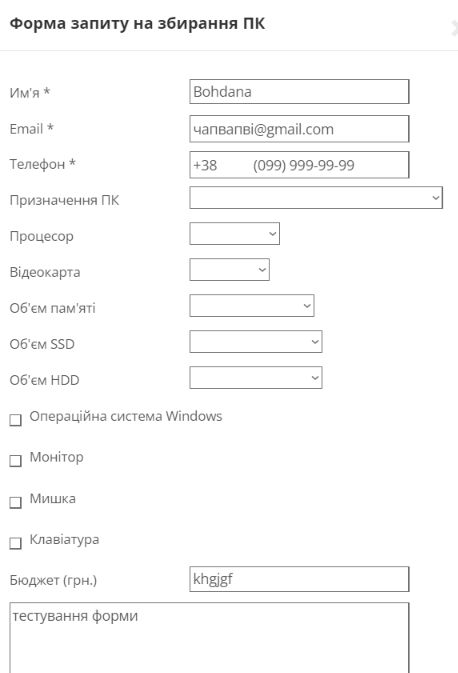 Форма запиту на збирання ПК
Им'я * Bohdana
Email * чапвапві@gmail.com
Телефон * +38 (099) 999-99-99
Призначення ПК
Процесор
Відеокарта
Об'єм пам'яті
Об'єм SSD
Об'єм HDD
Операційна система Windows
Монітор
Мишка
Клавіатура
Бюджет (грн.) khgjgf
тестування форми